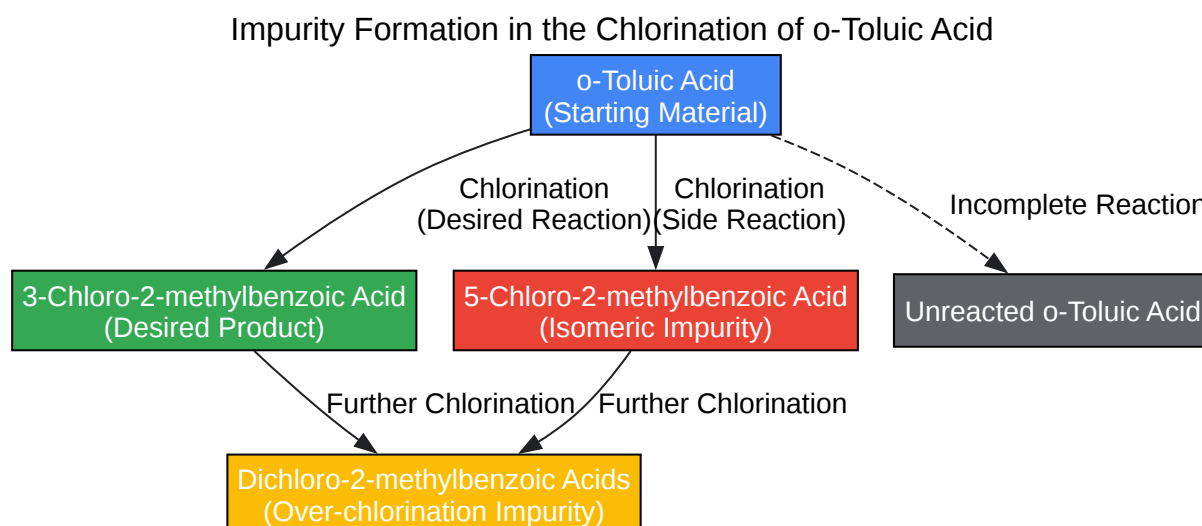 Impurity Formation in the Chlorination of o-Toluic Acid
o-Toluic Acid
(Starting Material)
Chlorination
(Desired Reaction)
Chlorination
(Side Reaction)
Incomplete Reaction
3-Chloro-2-methylbenzoic Acid
(Desired Product)
5-Chloro-2-methylbenzoic Acid
(Isomeric Impurity)
Unreacted o-Toluic Acid
Further Chlorination
Further Chlorination
Dichloro-2-methylbenzoic Acids
(Over-chlorination Impurity)